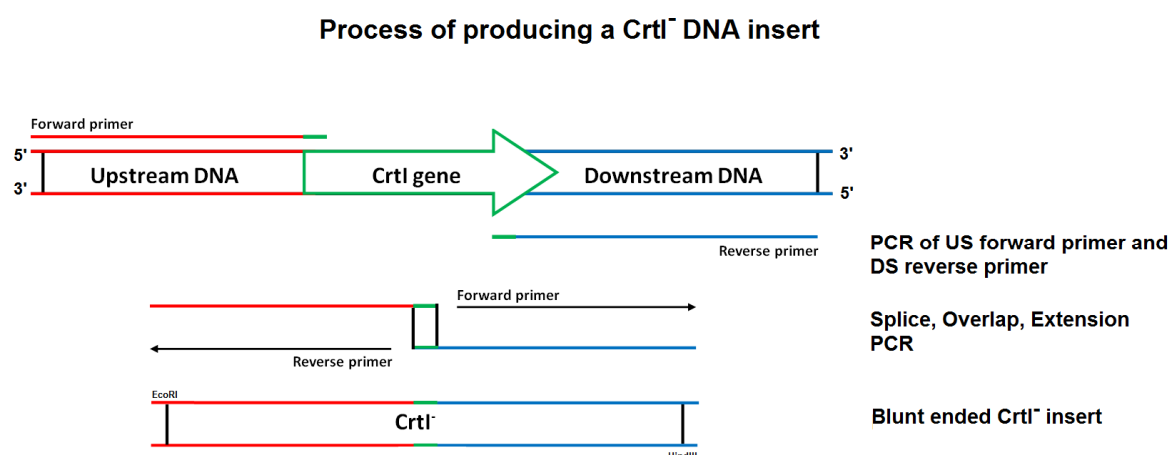 Process of producing a CrtI⁻ DNA insert
Forward primer
5'
3'
Upstream DNA
CrtI gene
Downstream DNA
3'
5'
Reverse primer
PCR of US forward primer and
DS reverse primer
Forward primer
Splice, Overlap, Extension
PCR
Reverse primer
EcoRI
CrtI⁻
Blunt ended CrtI⁻ insert